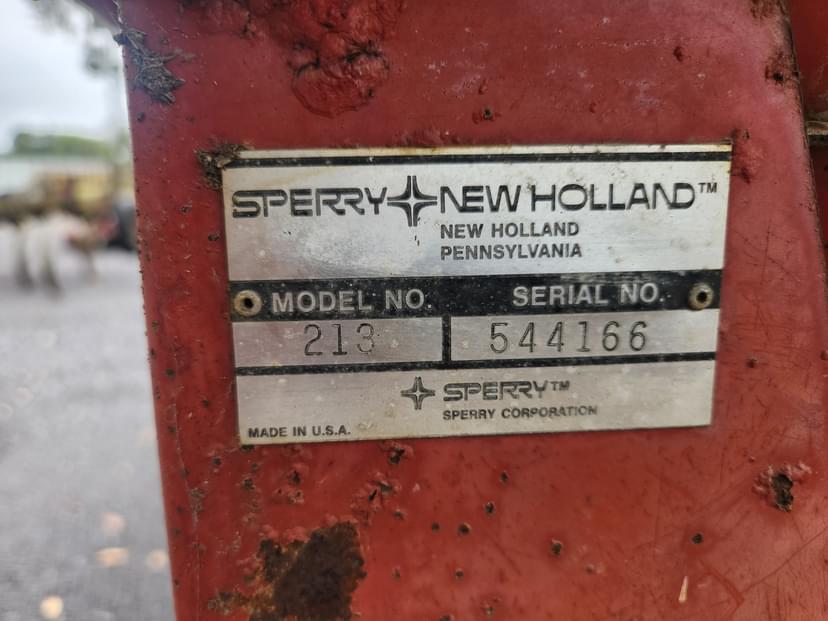 SPERRY NEW HOLLAND™
NEW HOLLAND
PENNSYLVANIA
MODEL NO. SERIAL NO.
213 544166
SPERRY™
SPERRY CORPORATION
MADE IN U.S.A.